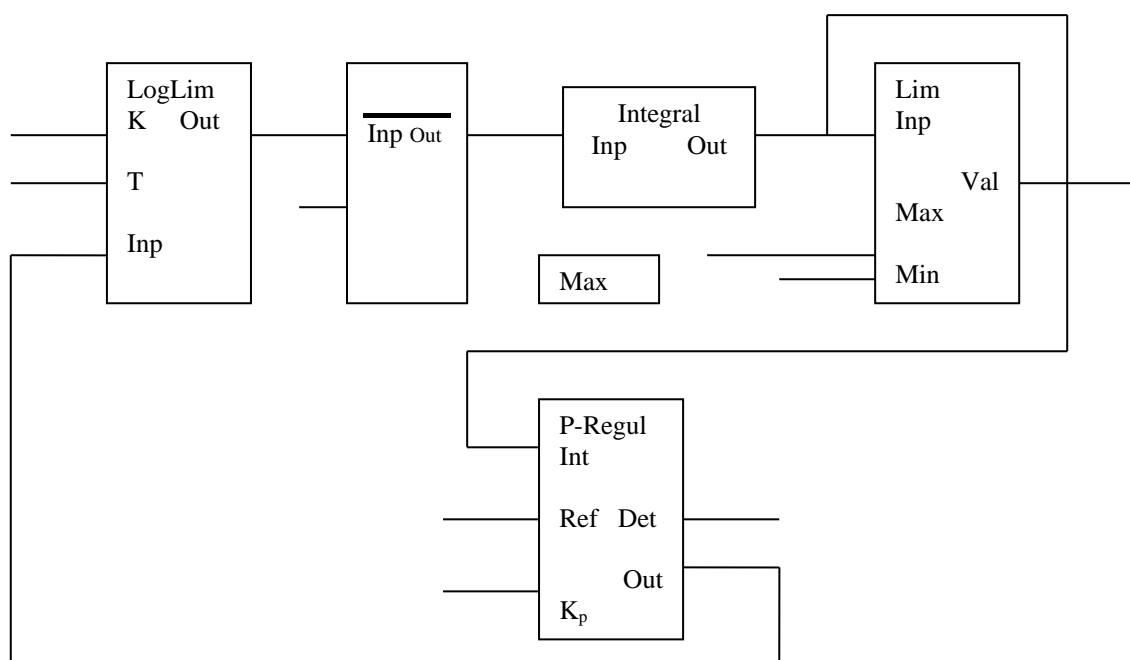 LogLim
K Out
T
Inp
Inp Out
Integral
Inp Out
Max
Lim
Inp
Val
Max
Min
P-Regul
Int
Ref Det
Out
Kp